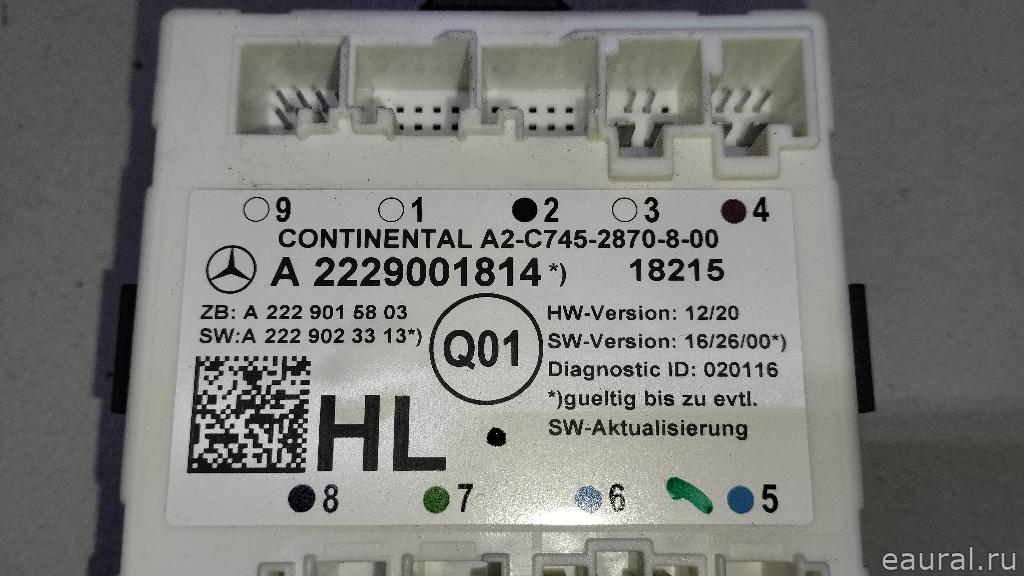 9 1 2 3 4
CONTINENTAL A2-C745-2870-8-00
A 2229001814 *) 18215
ZB: A 222 901 58 03
SW:A 222 902 33 13*)
Q01
HW-Version: 12/20
SW-Version: 16/26/00*)
Diagnostic ID: 020116
*)gueltig bis zu evtl.
SW-Aktualisierung
HL
8 7 6 5
eaural.ru